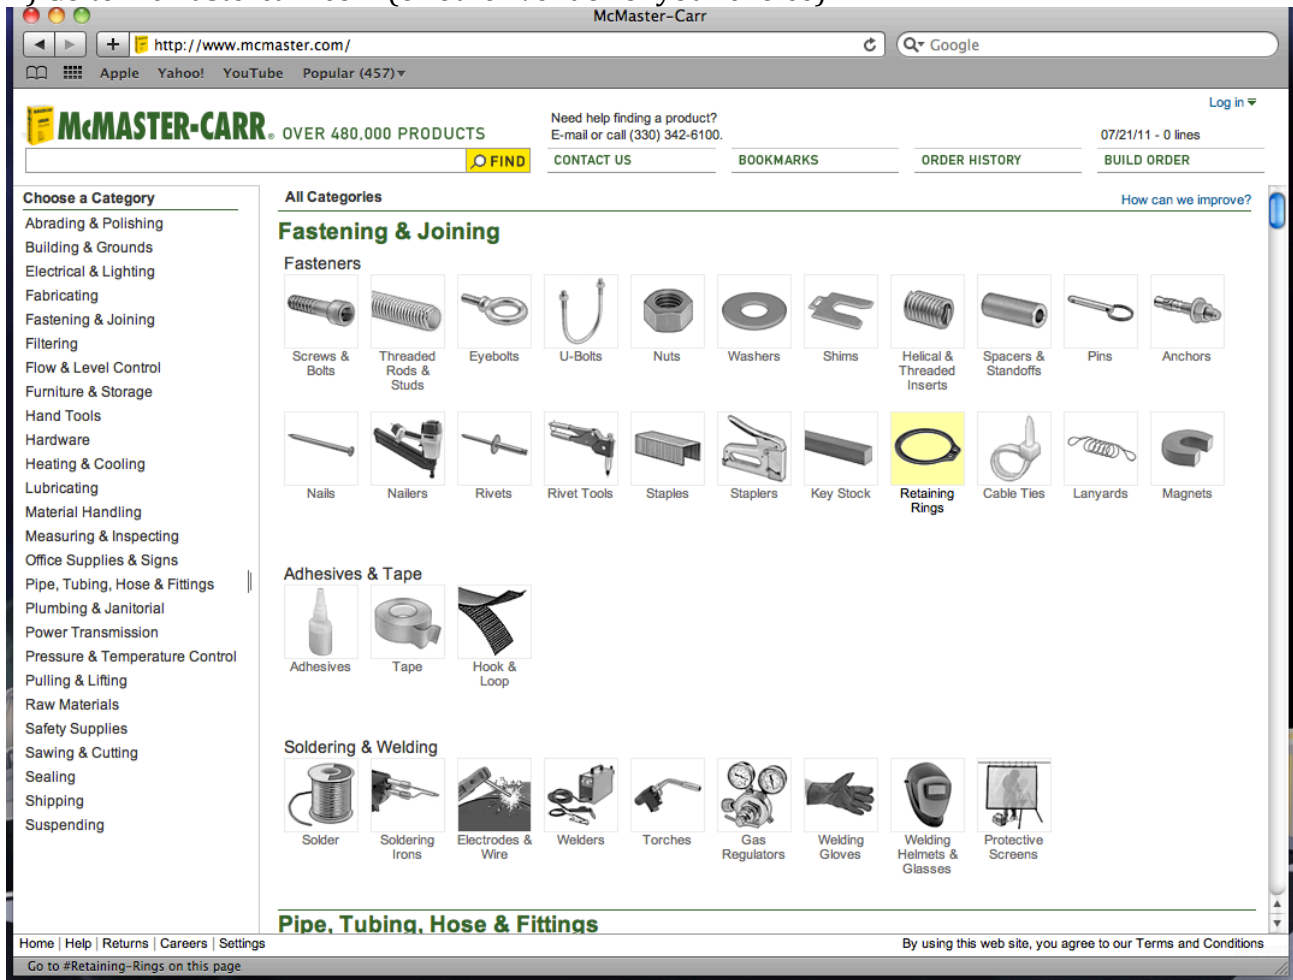 McMaster-Carr
http://www.mcmaster.com/
Google
Apple Yahoo! YouTube Popular (457)
Log in
McMASTER-CARR® OVER 480,000 PRODUCTS
Need help finding a product?
E-mail or call (330) 342-6100.
07/21/11 - 0 lines
FIND
CONTACT US BOOKMARKS ORDER HISTORY BUILD ORDER
Choose a Category
Abrading & Polishing
Building & Grounds
Electrical & Lighting
Fabricating
Fastening & Joining
Filtering
Flow & Level Control
Furniture & Storage
Hand Tools
Hardware
Heating & Cooling
Lubricating
Material Handling
Measuring & Inspecting
Office Supplies & Signs
Pipe, Tubing, Hose & Fittings
Plumbing & Janitorial
Power Transmission
Pressure & Temperature Control
Pulling & Lifting
Raw Materials
Safety Supplies
Sawing & Cutting
Sealing
Shipping
Suspending
All Categories
How can we improve?
Fastening & Joining
Fasteners
Screws & Threaded Eyebolts U-Bolts Nuts Washers Shims Helical & Spacers & Pins Anchors
Bolts Rods & Threaded Standoffs
Studs Inserts
Nails Nailers Rivets Rivet Tools Staples Staplers Key Stock Retaining Cable Ties Lanyards Magnets
Rings
Adhesives & Tape
Adhesives Tape Hook &
Loop
Soldering & Welding
Solder Soldering Electrodes & Welders Torches Gas Welding Welding Protective
Irons Wire Regulators Gloves Helmets & Screens
Glasses
Pipe, Tubing, Hose & Fittings
Home | Help | Returns | Careers | Settings
By using this web site, you agree to our Terms and Conditions
Go to #Retaining-Rings on this page